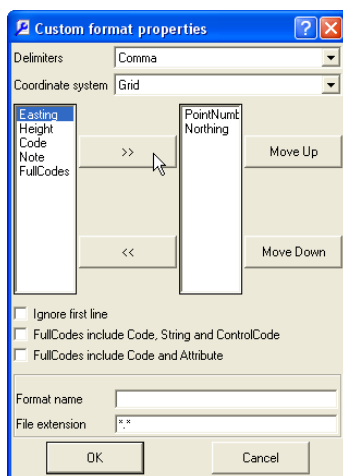 Custom format properties
Delimiters Comma
Coordinate system Grid
Easting
Height
Code
Note
FullCodes
>>
<<
PointNumb
Northing
Move Up
Move Down
Ignore first line
FullCodes include Code, String and ControlCode
FullCodes include Code and Attribute
Format name
File extension *.*
OK Cancel